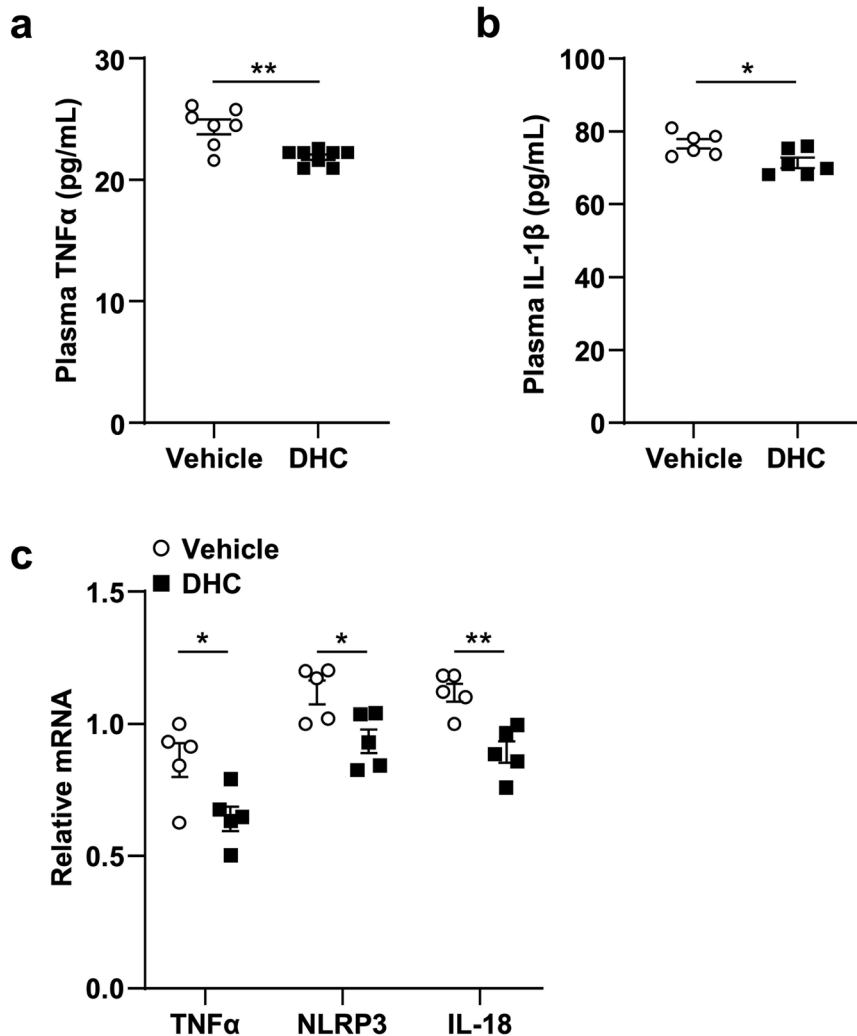 a
Plasma TNFα (pg/mL)
30
20
10
0
**
Vehicle DHC
b
Plasma IL-1β (pg/mL)
100
80
60
40
20
0
*
Vehicle DHC
c
Vehicle
DHC
Relative mRNA
1.5
1.0
0.5
0.0
* * **
TNFα NLRP3 IL-18